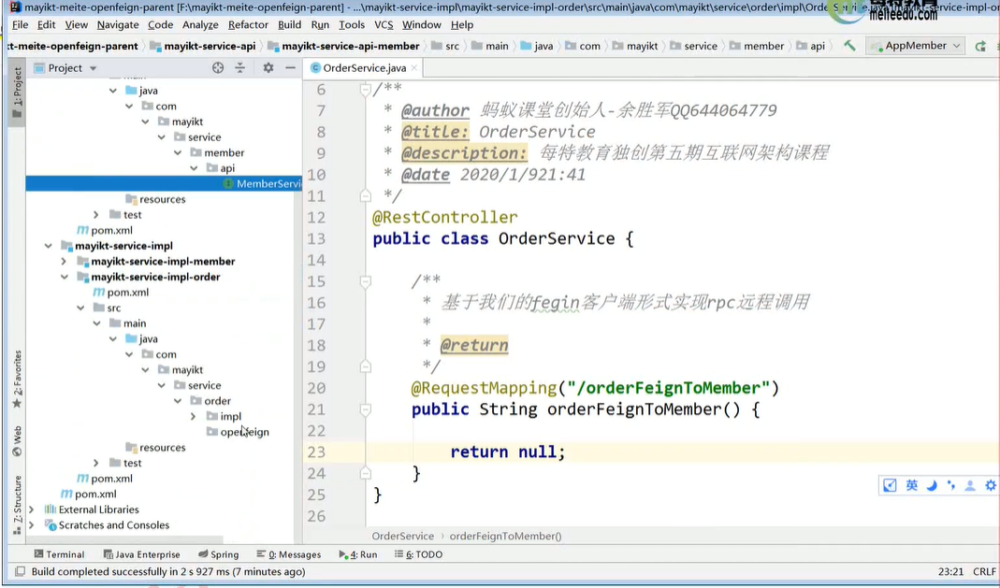 mayikt-meite-openfeign-parent [F:\mayikt-meite-openfeign-parent] - ...\mayikt-service-impl\mayikt-service-impl-order\src\main\java\com\mayikt\service\order\impl\Orde
meiteedu.com
File Edit View Navigate Code Analyze Refactor Build Run Tools VCS Window Help
kt-meite-openfeign-parent mayikt-service-api mayikt-service-api-member src main java com mayikt service member api AppMember
1: Project
Project
OrderService.java
java
com
mayikt
service
member
api
MemberServi
resources
test
pom.xml
mayikt-service-impl
mayikt-service-impl-member
mayikt-service-impl-order
pom.xml
src
main
java
com
mayikt
service
order
impl
openfeign
resources
test
pom.xml
pom.xml
External Libraries
Scratches and Consoles
2: Favorites
Web
Z: Structure
6 /**
7 * @author 蚂蚁课堂创始人-余胜军QQ644064779
8 * @title: OrderService
9 * @description: 每特教育独创第五期互联网架构课程
10 * @date 2020/1/921:41
11 */
12 @RestController
13 public class OrderService {
14
15 /**
16 * 基于我们的fegin客户端形式实现rpc远程调用
17 *
18 * @return
19 */
20 @RequestMapping("/orderFeignToMember")
21 public String orderFeignToMember() {
22
23 return null;
24 }
25 }
26
英
OrderService › orderFeignToMember()
Terminal Java Enterprise Spring 0: Messages 4: Run 6: TODO
Build completed successfully in 2 s 927 ms (7 minutes ago) 23:21 CRLF